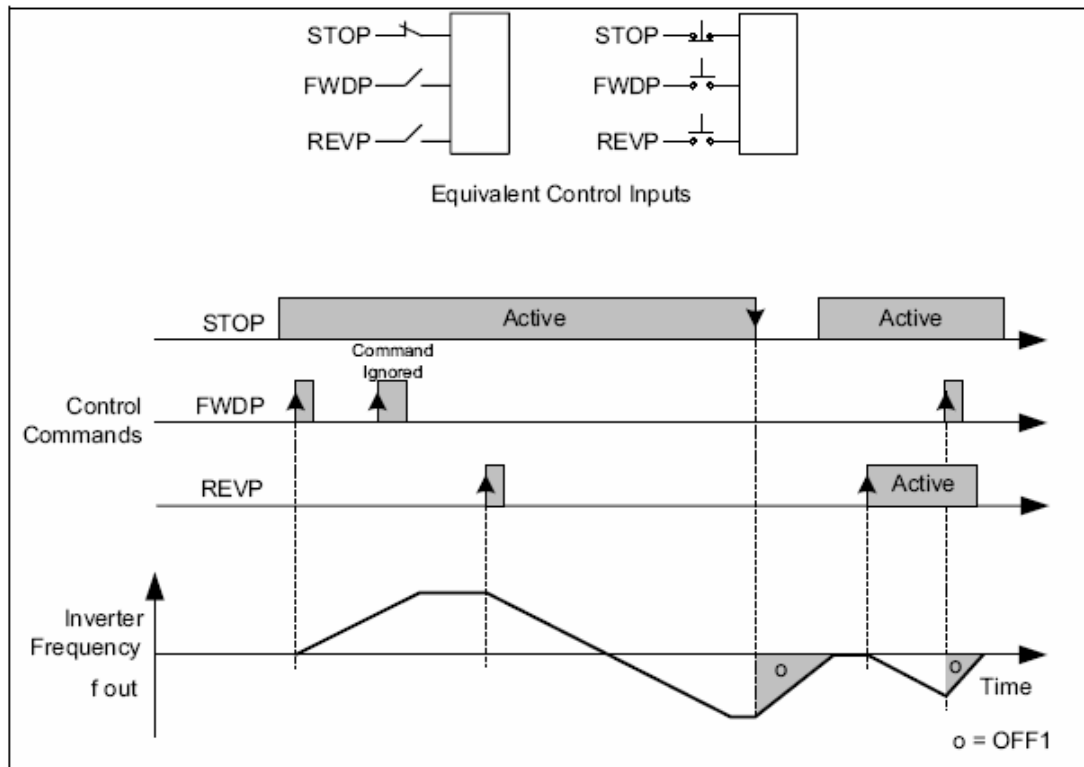 STOP
FWDP
REVP
STOP
FWDP
REVP
Equivalent Control Inputs
STOP
Active
Active
Command
Ignored
Control
Commands
FWDP
REVP
Active
Inverter
Frequency
f out
o
o
Time
o = OFF1